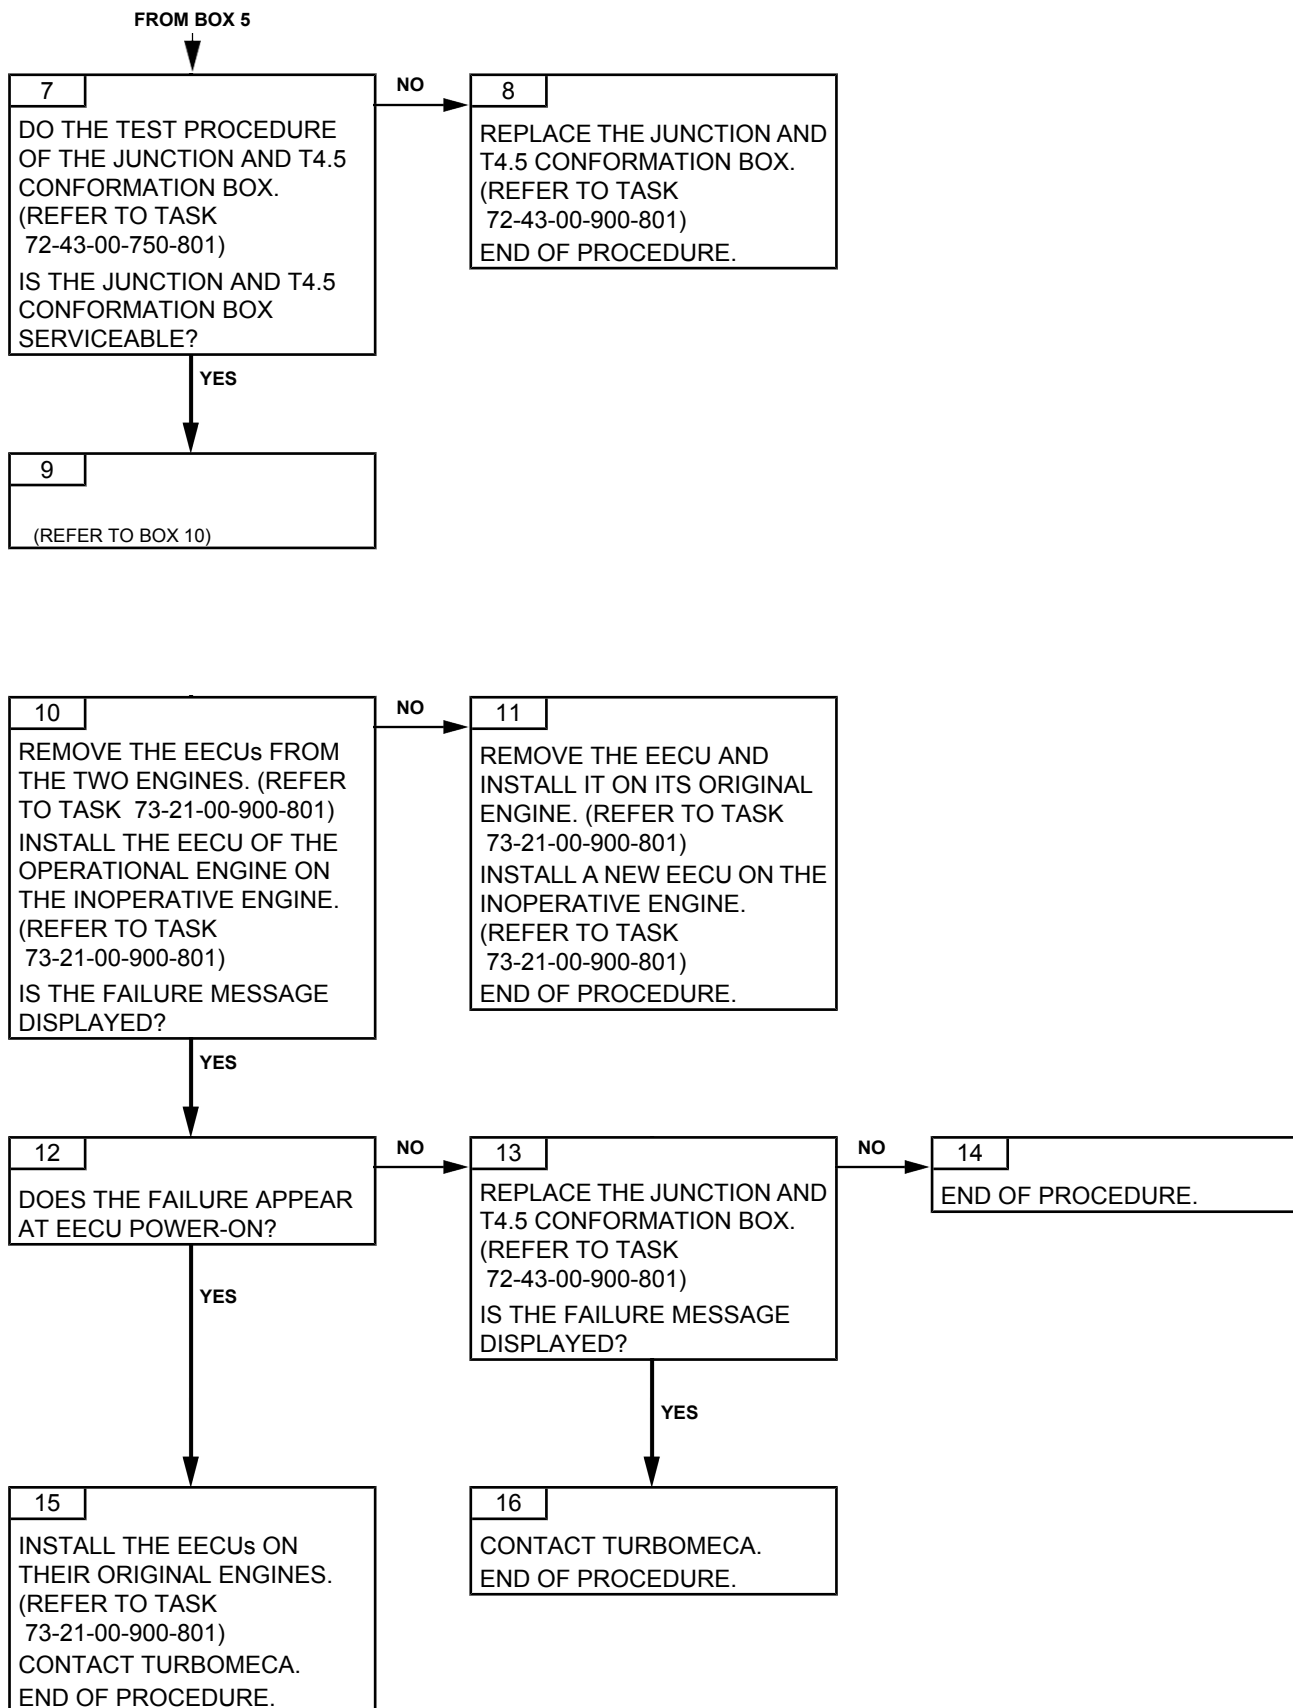 FROM BOX 5
7
NO
DO THE TEST PROCEDURE
OF THE JUNCTION AND T4.5
CONFORMATION BOX.
(REFER TO TASK
72-43-00-750-801)
IS THE JUNCTION AND T4.5
CONFORMATION BOX
SERVICEABLE?
8
REPLACE THE JUNCTION AND
T4.5 CONFORMATION BOX.
(REFER TO TASK
72-43-00-900-801)
END OF PROCEDURE.
YES
9
(REFER TO BOX 10)
10
NO
REMOVE THE EECUs FROM
THE TWO ENGINES. (REFER
TO TASK 73-21-00-900-801)
INSTALL THE EECU OF THE
OPERATIONAL ENGINE ON
THE INOPERATIVE ENGINE.
(REFER TO TASK
73-21-00-900-801)
IS THE FAILURE MESSAGE
DISPLAYED?
11
REMOVE THE EECU AND
INSTALL IT ON ITS ORIGINAL
ENGINE. (REFER TO TASK
73-21-00-900-801)
INSTALL A NEW EECU ON THE
INOPERATIVE ENGINE.
(REFER TO TASK
73-21-00-900-801)
END OF PROCEDURE.
YES
12
NO
DOES THE FAILURE APPEAR
AT EECU POWER-ON?
13
NO
REPLACE THE JUNCTION AND
T4.5 CONFORMATION BOX.
(REFER TO TASK
72-43-00-900-801)
IS THE FAILURE MESSAGE
DISPLAYED?
14
END OF PROCEDURE.
YES
YES
15
INSTALL THE EECUs ON
THEIR ORIGINAL ENGINES.
(REFER TO TASK
73-21-00-900-801)
CONTACT TURBOMECA.
END OF PROCEDURE.
16
CONTACT TURBOMECA.
END OF PROCEDURE.